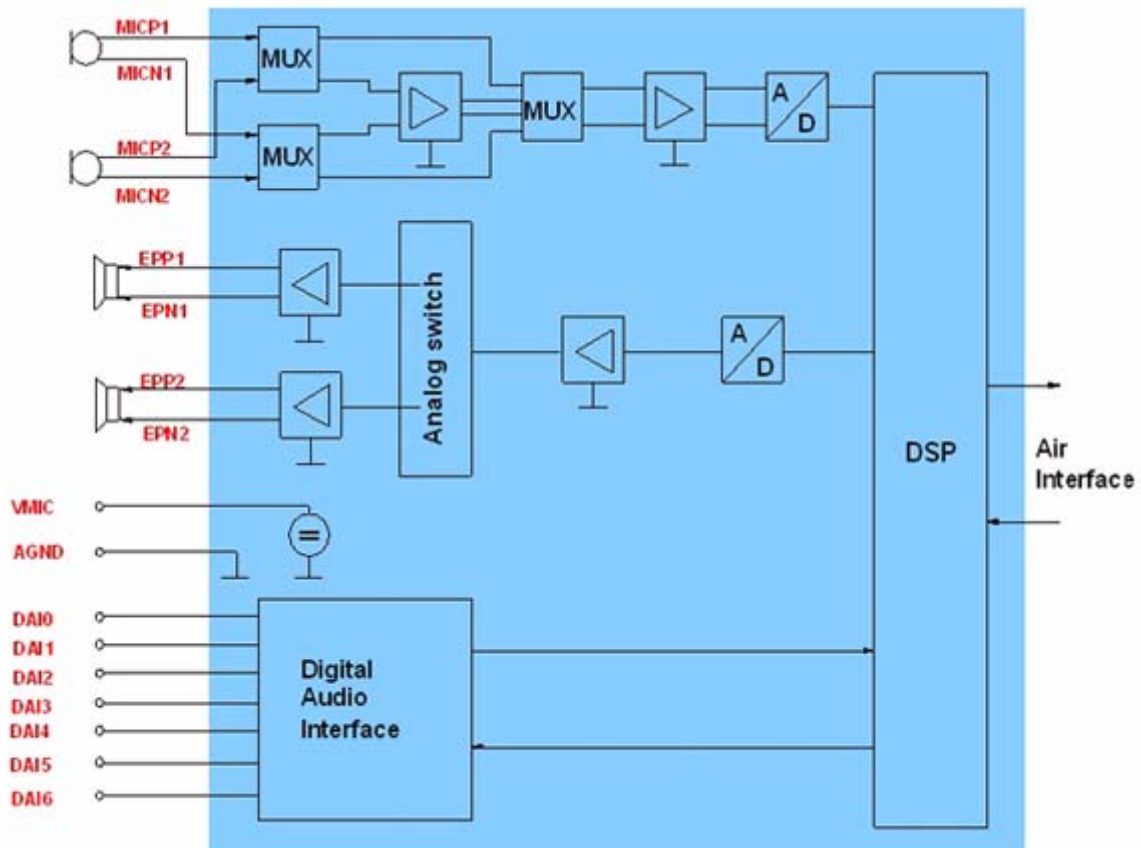 MICP1
MICN1
MICP2
MICN2
MUX
MUX
MUX
A
D
EPP1
EPN1
EPP2
EPN2
Analog switch
A
D
DSP
Air
Interface
VMIC
=
AGND
DAI0
DAI1
DAI2
DAI3
DAI4
DAI5
DAI6
Digital
Audio
Interface